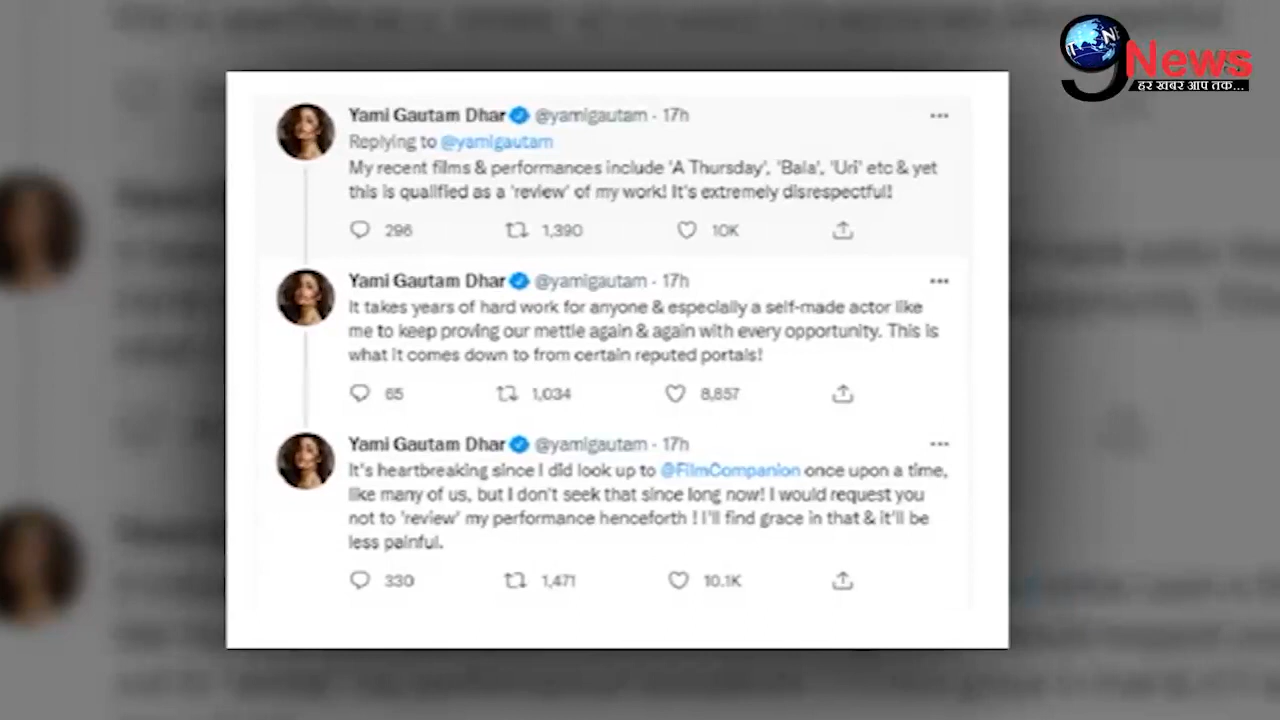 9 News
TV NE
हर खबर आप तक...
Yami Gautam Dhar @yamigautam · 17h
Replying to @yamigautam
My recent films & performances include 'A Thursday', 'Bala', 'Uri' etc & yet
this is qualified as a 'review' of my work! It's extremely disrespectful!
296 1,390 10K
Yami Gautam Dhar @yamigautam · 17h
It takes years of hard work for anyone & especially a self-made actor like
me to keep proving our mettle again & again with every opportunity. This is
what it comes down to from certain reputed portals!
65 1,034 8,857
Yami Gautam Dhar @yamigautam · 17h
It's heartbreaking since I did look up to @FilmCompanion once upon a time,
like many of us, but I don't seek that since long now! I would request you
not to 'review' my performance henceforth ! I'll find grace in that & it'll be
less painful.
330 1,471 10.1K